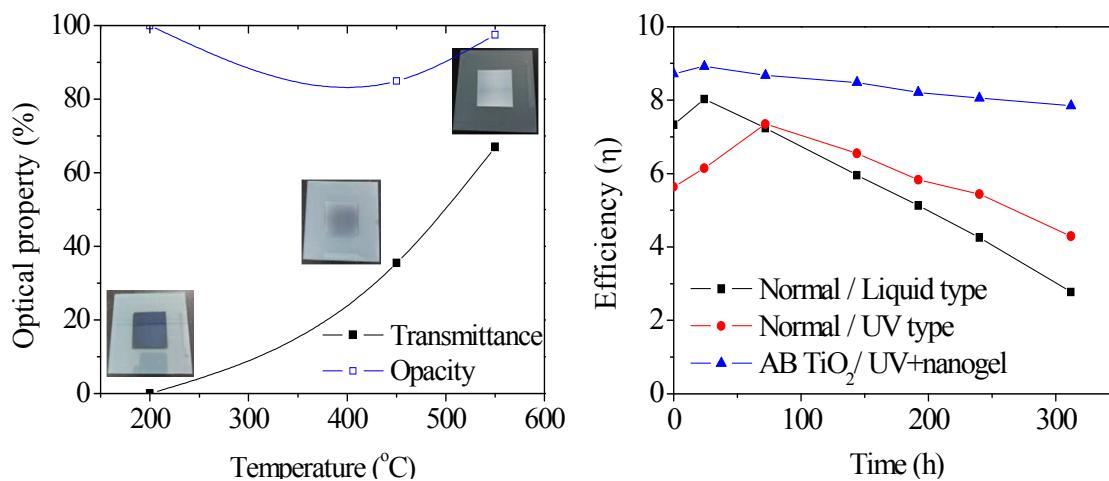 100
80
60
40
20
0
Optical property (%)
200
300
400
500
600
Temperature (°C)
Transmittance
Opacity
10
8
6
4
2
0
Efficiency (η)
0
100
200
300
Time (h)
Normal / Liquid type
Normal / UV type
AB TiO₂/ UV+nanogel